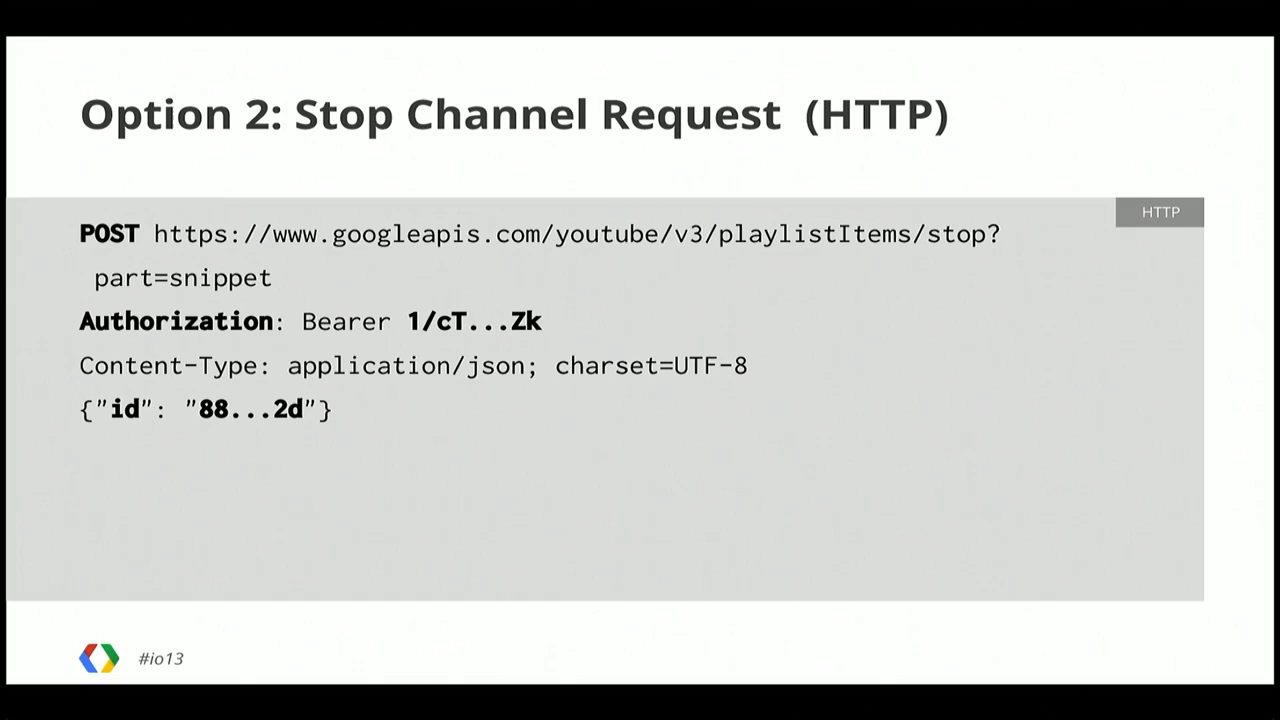 Option 2: Stop Channel Request (HTTP)
HTTP
POST https://www.googleapis.com/youtube/v3/playlistItems/stop?
part=snippet
Authorization: Bearer 1/cT...Zk
Content-Type: application/json; charset=UTF-8
{"id": "88...2d"}
#io13